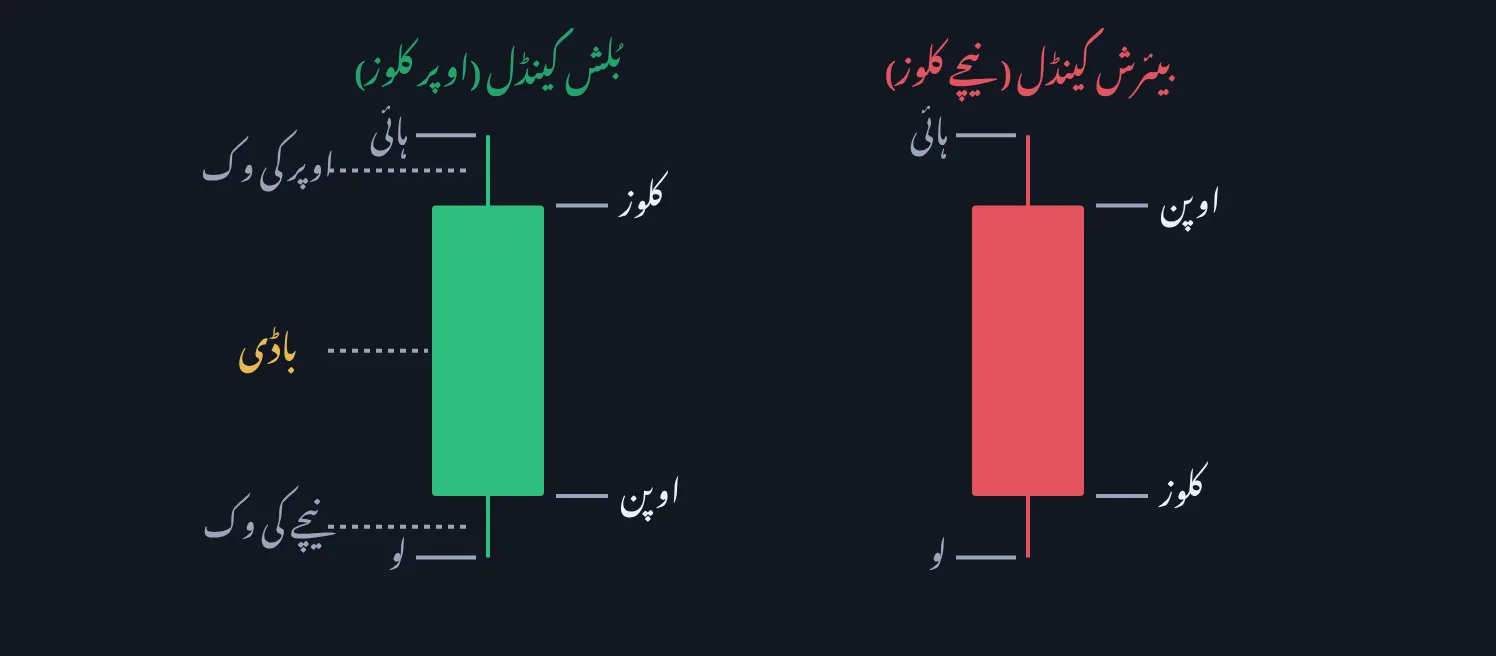 بیئرش کینڈل (نیچے کلوز)
ہائی
اوپن
کلوز
لو
بُلش کینڈل (اوپر کلوز)
ہائی
اوپر کی وک
کلوز
باڈی
اوپن
نیچے کی وک
لو